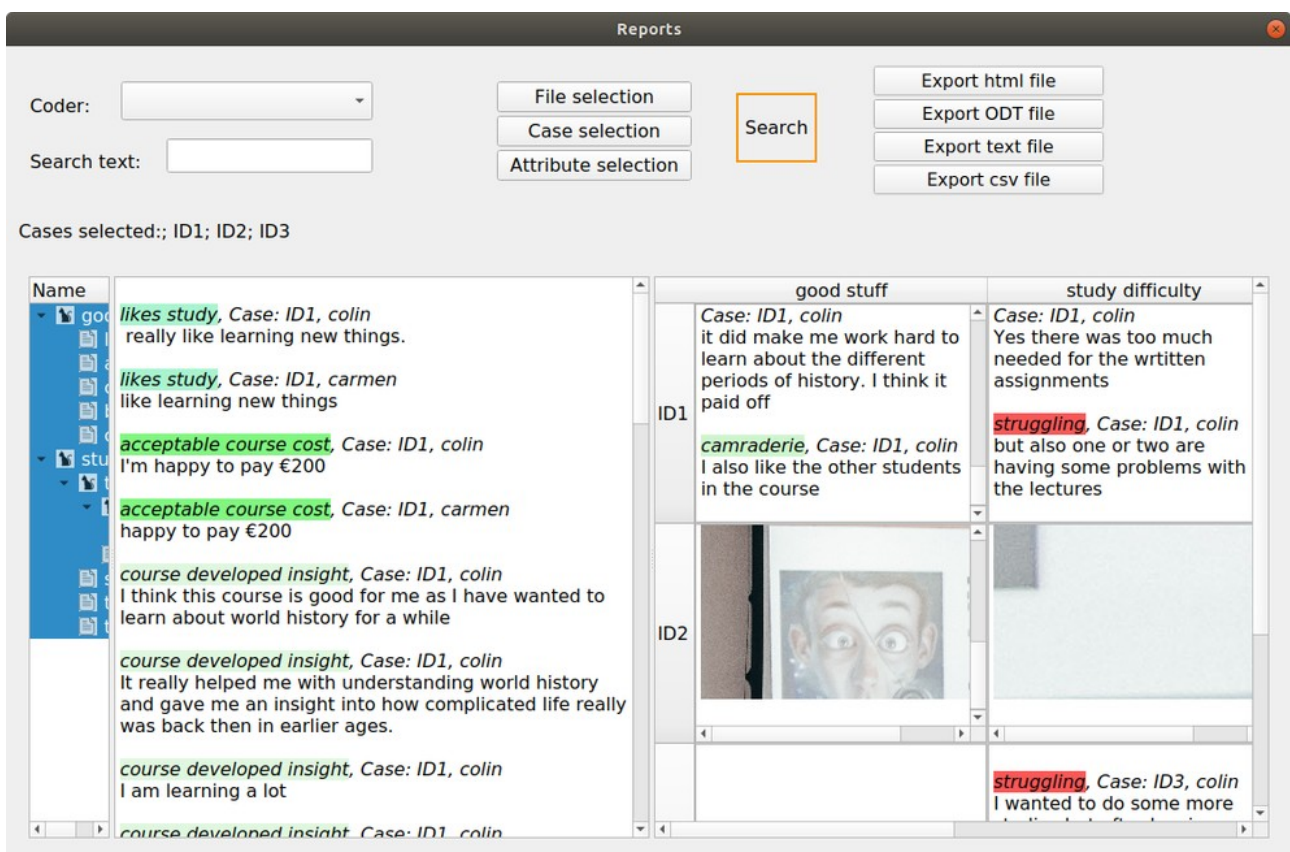 Reports
Coder:
Search text:
File selection
Case selection
Attribute selection
Search
Export html file
Export ODT file
Export text file
Export csv file
Cases selected:; ID1; ID2; ID3
Name
likes study, Case: ID1, colin
really like learning new things.
likes study, Case: ID1, carmen
like learning new things
acceptable course cost, Case: ID1, colin
I'm happy to pay €200
acceptable course cost, Case: ID1, carmen
happy to pay €200
course developed insight, Case: ID1, colin
I think this course is good for me as I have wanted to
learn about world history for a while
course developed insight, Case: ID1, colin
It really helped me with understanding world history
and gave me an insight into how complicated life really
was back then in earlier ages.
course developed insight, Case: ID1, colin
I am learning a lot
course developed insight, Case: ID1, colin
good stuff
study difficulty
ID1
Case: ID1, colin
it did make me work hard to
learn about the different
periods of history. I think it
paid off
camraderie, Case: ID1, colin
I also like the other students
in the course
Case: ID1, colin
Yes there was too much
needed for the wrtitten
assignments
struggling, Case: ID1, colin
but also one or two are
having some problems with
the lectures
ID2
struggling, Case: ID3, colin
I wanted to do some more